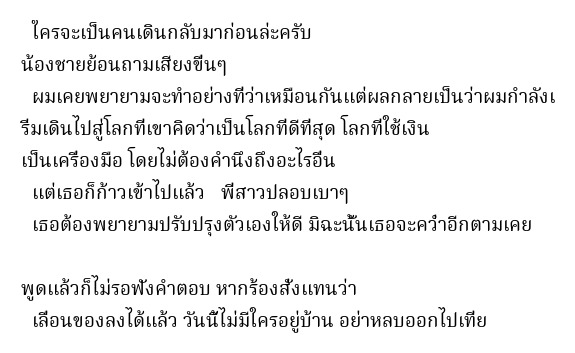 ใครจะเป็นคนเดินกลับมาก่อนล่ะครับ
น้องชายย้อนถามเสียงขื่นๆ
ผมเคยพยายามจะทำอย่างที่ว่าเหมือนกันแต่ผลกลายเป็นว่าผมกำลังเ
ริ่มเดินไปสู่โลกที่เขาคิดว่าเป็นโลกที่ดีที่สุด โลกที่ใช้เงิน
เป็นเครื่องมือ โดยไม่ต้องคำนึงถึงอะไรอื่น
แต่เธอก็ก้าวเข้าไปแล้ว พี่สาวปลอบเบาๆ
เธอต้องพยายามปรับปรุงตัวเองให้ดี มิฉะนั้นเธอจะคว่ำอีกตามเคย
พูดแล้วก็ไม่รอฟังคำตอบ หากร้องสั่งแทนว่า
เลื่อนของลงได้แล้ว วันนี้ไม่มีใครอยู่บ้าน อย่าหลบออกไปเที่ย